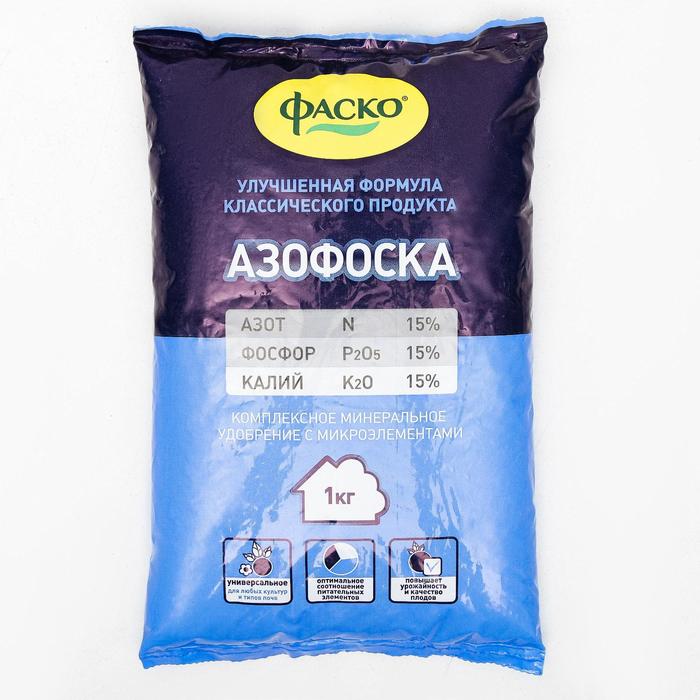 ФАСКО®
УЛУЧШЕННАЯ ФОРМУЛА
КЛАССИЧЕСКОГО ПРОДУКТА
АЗОФОСКА
АЗОТ N 15%
ФОСФОР P2O5 15%
КАЛИЙ K2O 15%
КОМПЛЕКСНОЕ МИНЕРАЛЬНОЕ
УДОБРЕНИЕ С МИКРОЭЛЕМЕНТАМИ
1кг
универсальное
для любых культур
и типов почв
оптимальное
соотношение
питательных
элементов
повышает
урожайность
и качество
плодов